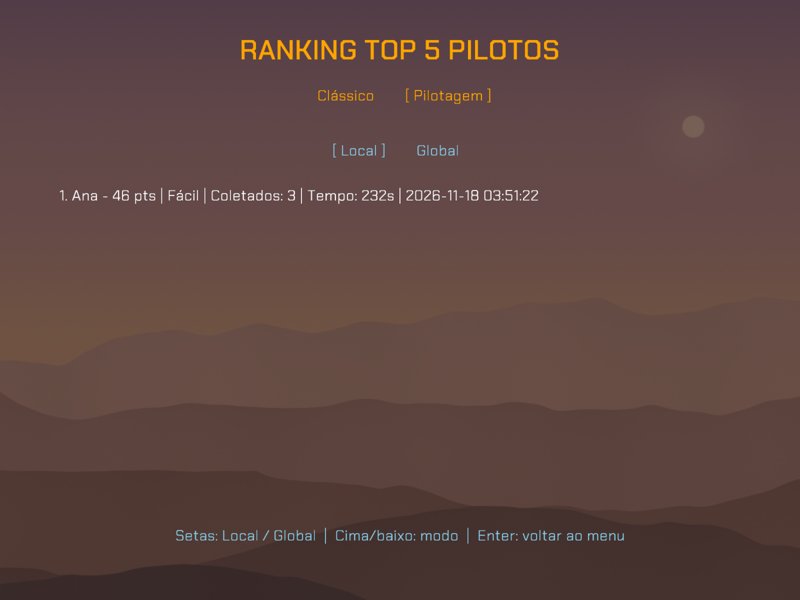 RANKING TOP 5 PILOTOS
Clássico [ Pilotagem ]
[ Local ] Global
1. Ana - 46 pts | Fácil | Coletados: 3 | Tempo: 232s | 2026-11-18 03:51:22
Setas: Local / Global | Cima/baixo: modo | Enter: voltar ao menu